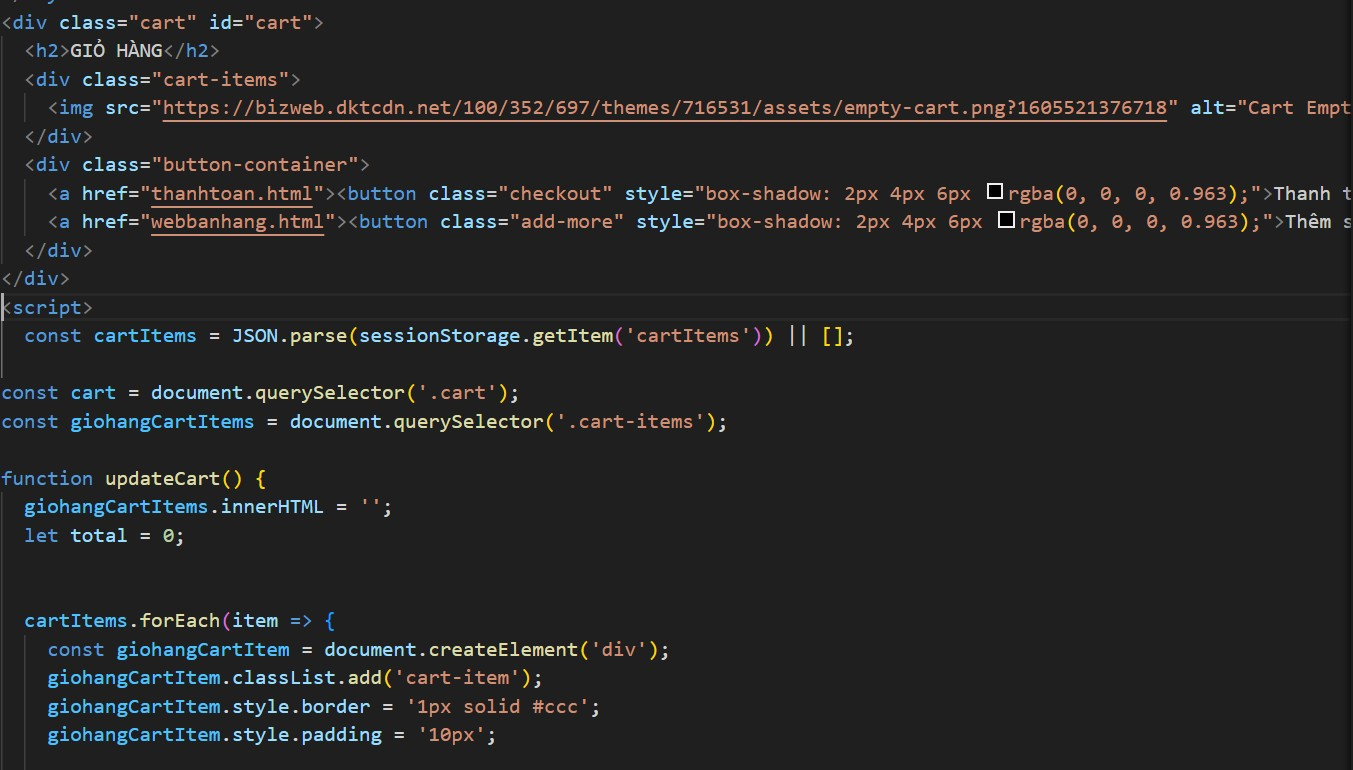 <div class="cart" id="cart">
<h2>GIỎ HÀNG</h2>
<div class="cart-items">
<img src="https://bizweb.dktcdn.net/100/352/697/themes/716531/assets/empty-cart.png?1605521376718" alt="Cart Empt
</div>
<div class="button-container">
<a href="thanhtoan.html"><button class="checkout" style="box-shadow: 2px 4px 6px rgba(0, 0, 0, 0.963);">Thanh t
<a href="webbanhang.html"><button class="add-more" style="box-shadow: 2px 4px 6px rgba(0, 0, 0, 0.963);">Thêm s
</div>
</div>
<script>
const cartItems = JSON.parse(sessionStorage.getItem('cartItems')) || [];
const cart = document.querySelector('.cart');
const giohangCartItems = document.querySelector('.cart-items');
function updateCart() {
giohangCartItems.innerHTML = '';
let total = 0;
cartItems.forEach(item => {
const giohangCartItem = document.createElement('div');
giohangCartItem.classList.add('cart-item');
giohangCartItem.style.border = '1px solid #ccc';
giohangCartItem.style.padding = '10px';